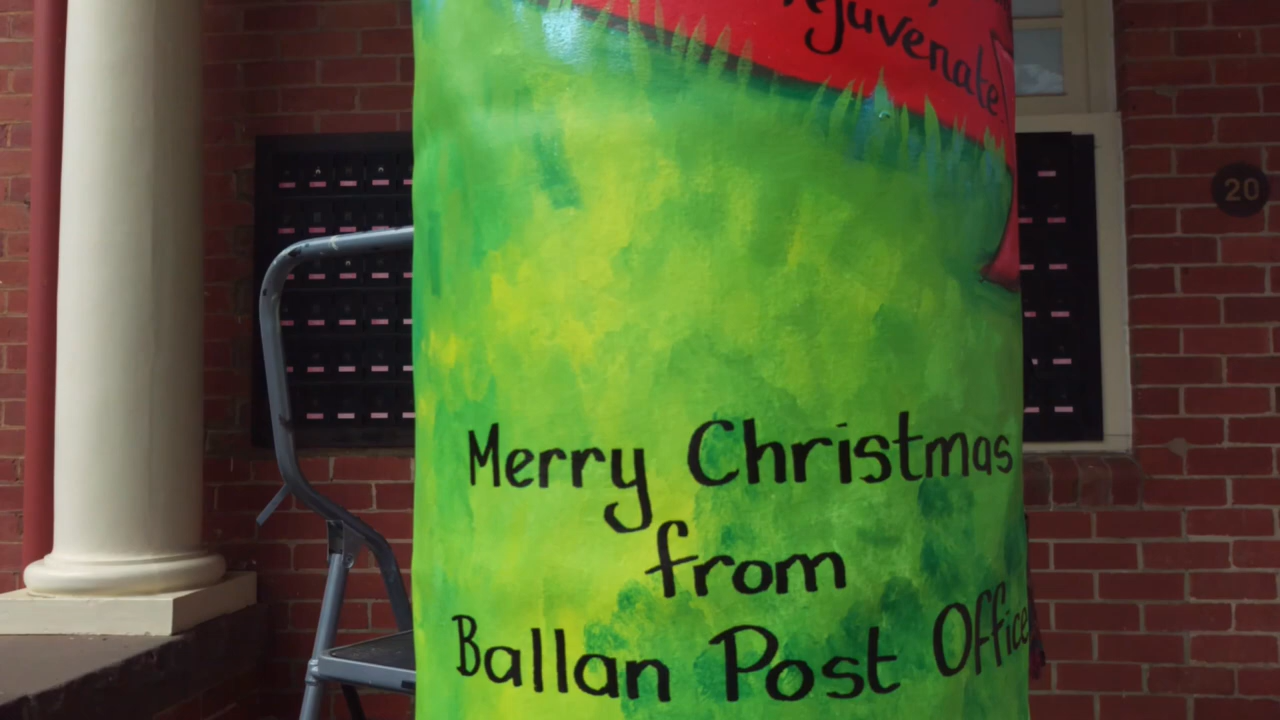 rejuvenate
20
Merry Christmas
from
Ballan Post Office